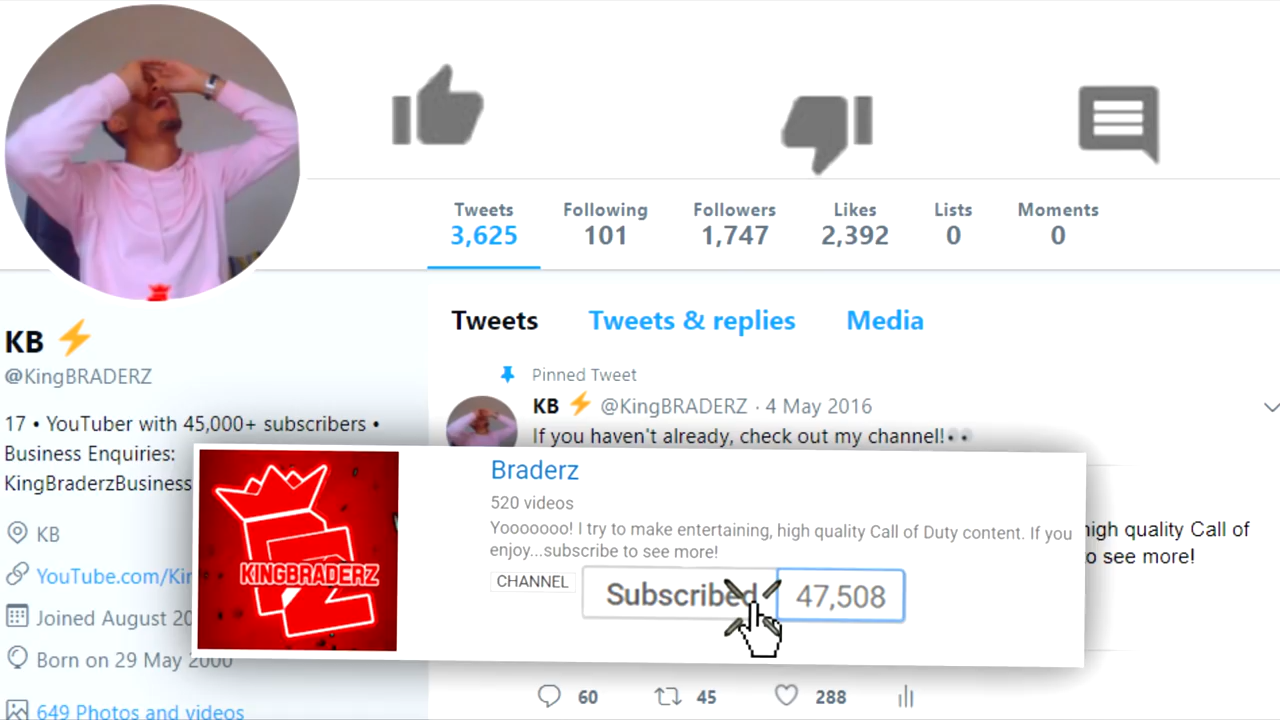 Tweets Following Followers Likes Lists Moments
3,625 101 1,747 2,392 0 0
Tweets Tweets & replies Media
KB
@KingBRADERZ
17 • YouTuber with 45,000+ subscribers •
Business Enquiries:
KingBraderzBusiness
KB
YouTube.com/Kin
Joined August 20
Born on 29 May 2000
649 Photos and videos
Pinned Tweet
KB @KingBRADERZ · 4 May 2016
If you haven't already, check out my channel!
KINGBRADERZ
Braderz
520 videos
Yooooooo! I try to make entertaining, high quality Call of Duty content. If you
enjoy...subscribe to see more!
CHANNEL
Subscribed 47,508
high quality Call of
o see more!
60 45 288